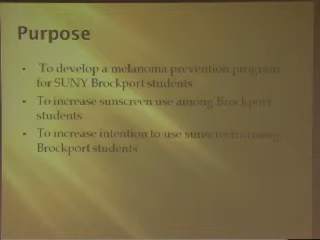 Purpose
• To develop a melanoma prevention program
for SUNY Brockport students
• To increase sunscreen use among Brockport
students
• To increase intention to use sunscreen among
Brockport students